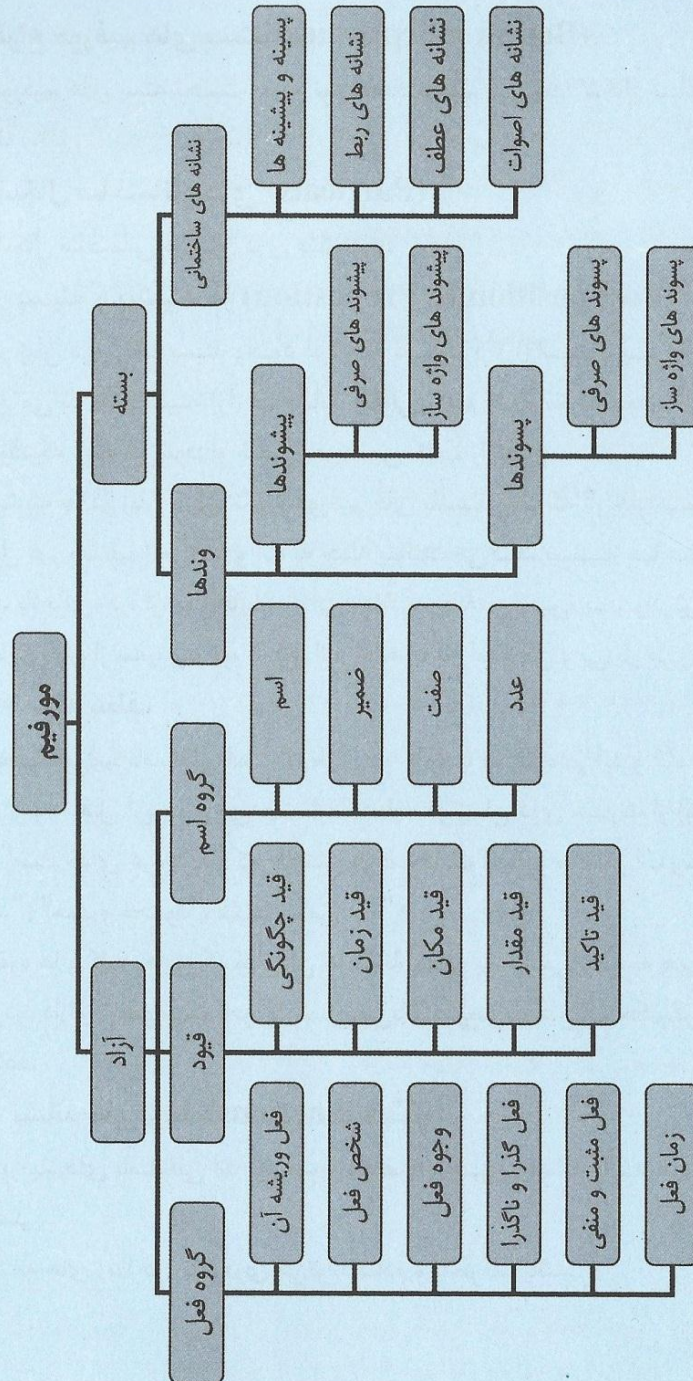 مورفیم
بسته
نشانه های ساختمانی
پسینه و پیشینه ها
نشانه های ربط
نشانه های عطف
نشانه های اصوات
وندها
پیشوندها
پیشوند های صرفی
پیشوند های واژه ساز
پسوندها
پسوند های صرفی
پسوند های واژه ساز
آزاد
گروه اسم
اسم
ضمیر
صفت
عدد
قیود
قید چگونگی
قید زمان
قید مکان
قید مقدار
قید تاکید
گروه فعل
فعل وریشه آن
شخص فعل
وجوه فعل
فعل گذرا و ناگذرا
فعل مثبت و منفی
زمان فعل